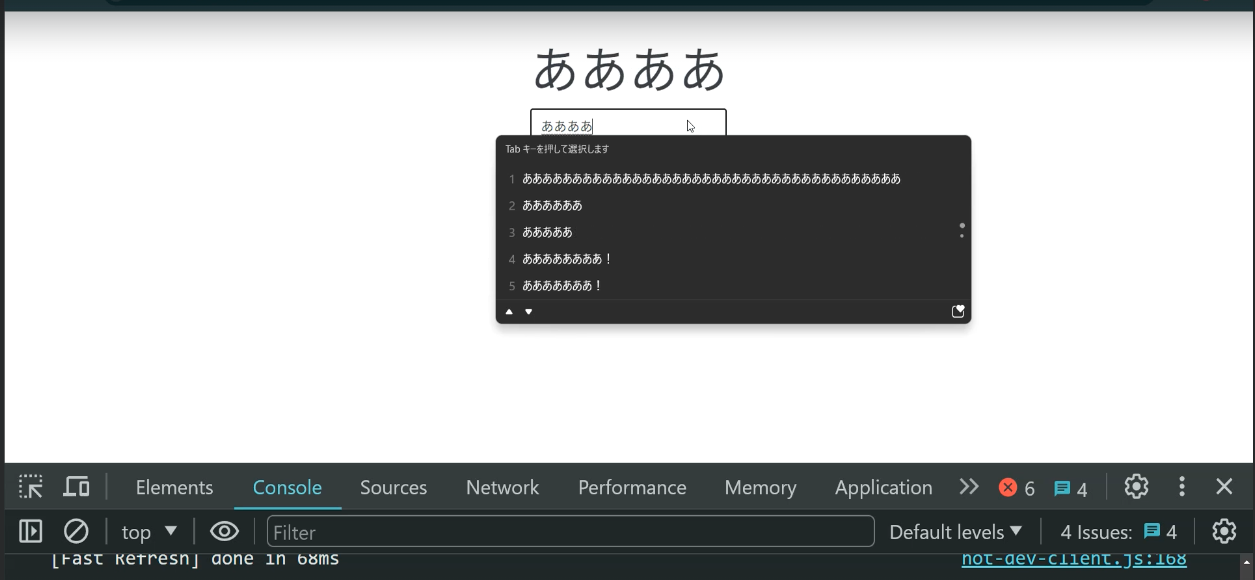 ああああ
ああああ
Tab キーを押して選択します
1 ああああああああああああああああああああああああああああああああああああああ
2 ああああああ
3 あああああ
4 ああああああああ！
5 あああああああ！
Elements Console Sources Network Performance Memory Application 6 4
top Filter Default levels 4 Issues: 4
[Fast Refresh] done in 68ms hot-dev-client.js:168